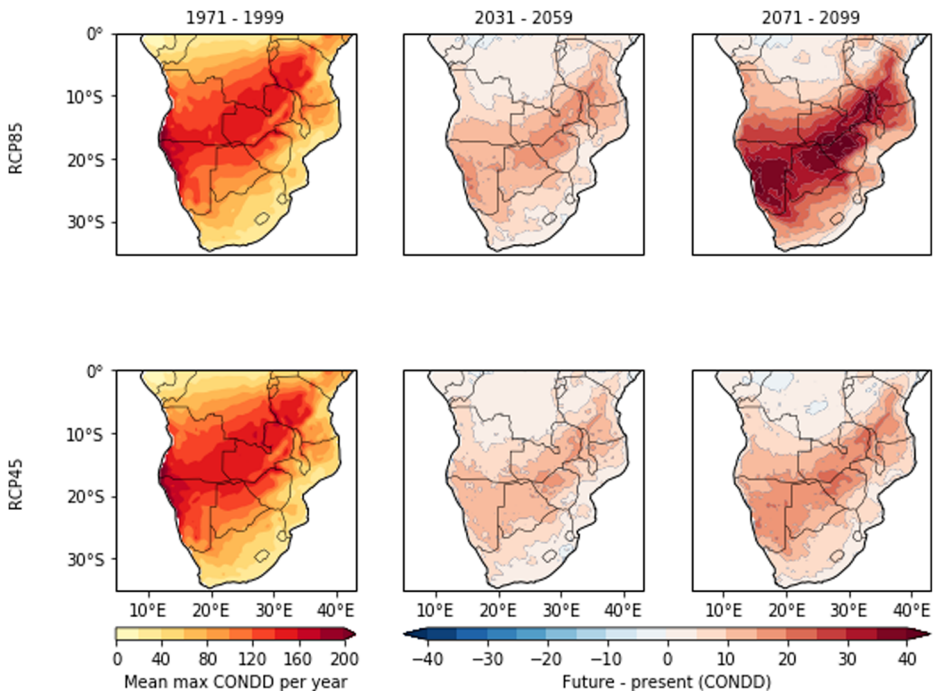 1971 - 1999 2031 - 2059 2071 - 2099
RCP85
0°
10°S
20°S
30°S
RCP45
0°
10°S
20°S
30°S
10°E 20°E 30°E 40°E 10°E 20°E 30°E 40°E 10°E 20°E 30°E 40°E
0 40 80 120 160 200 −40 −30 −20 −10 0 10 20 30 40
Mean max CONDD per year Future - present (CONDD)